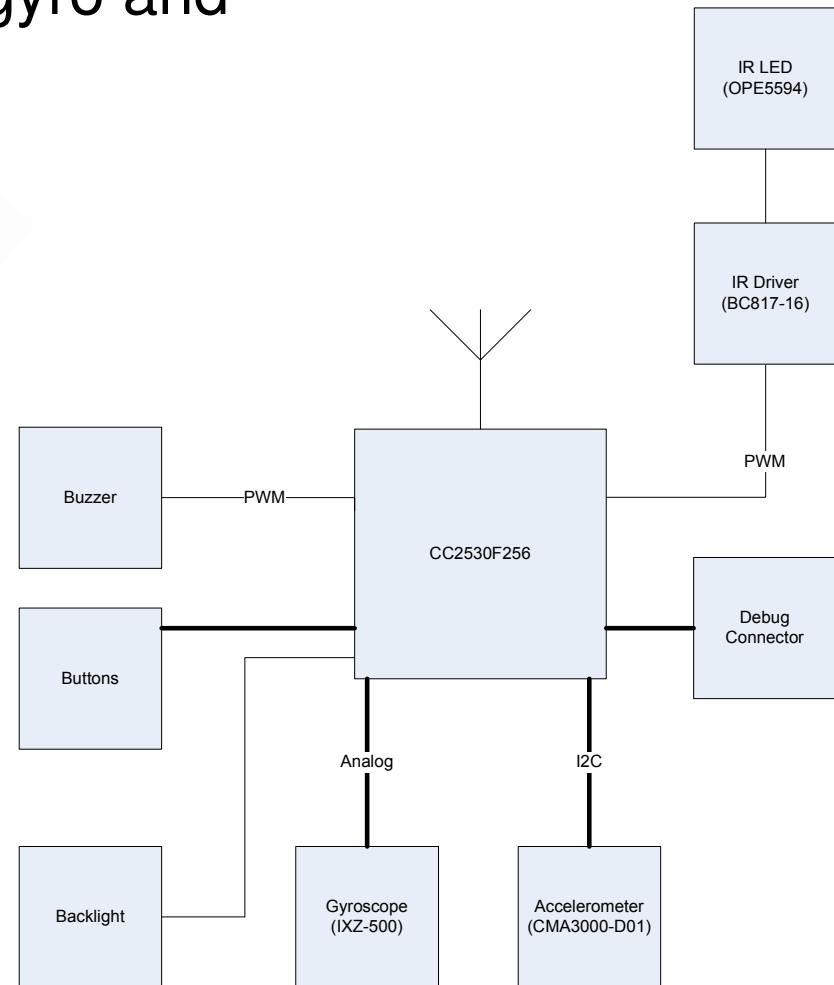 gyro and
IR LED
(OPE5594)
IR Driver
(BC817-16)
PWM
Buzzer
PWM
CC2530F256
Debug
Connector
Buttons
Analog
I2C
Backlight
Gyroscope
(IXZ-500)
Accelerometer
(CMA3000-D01)